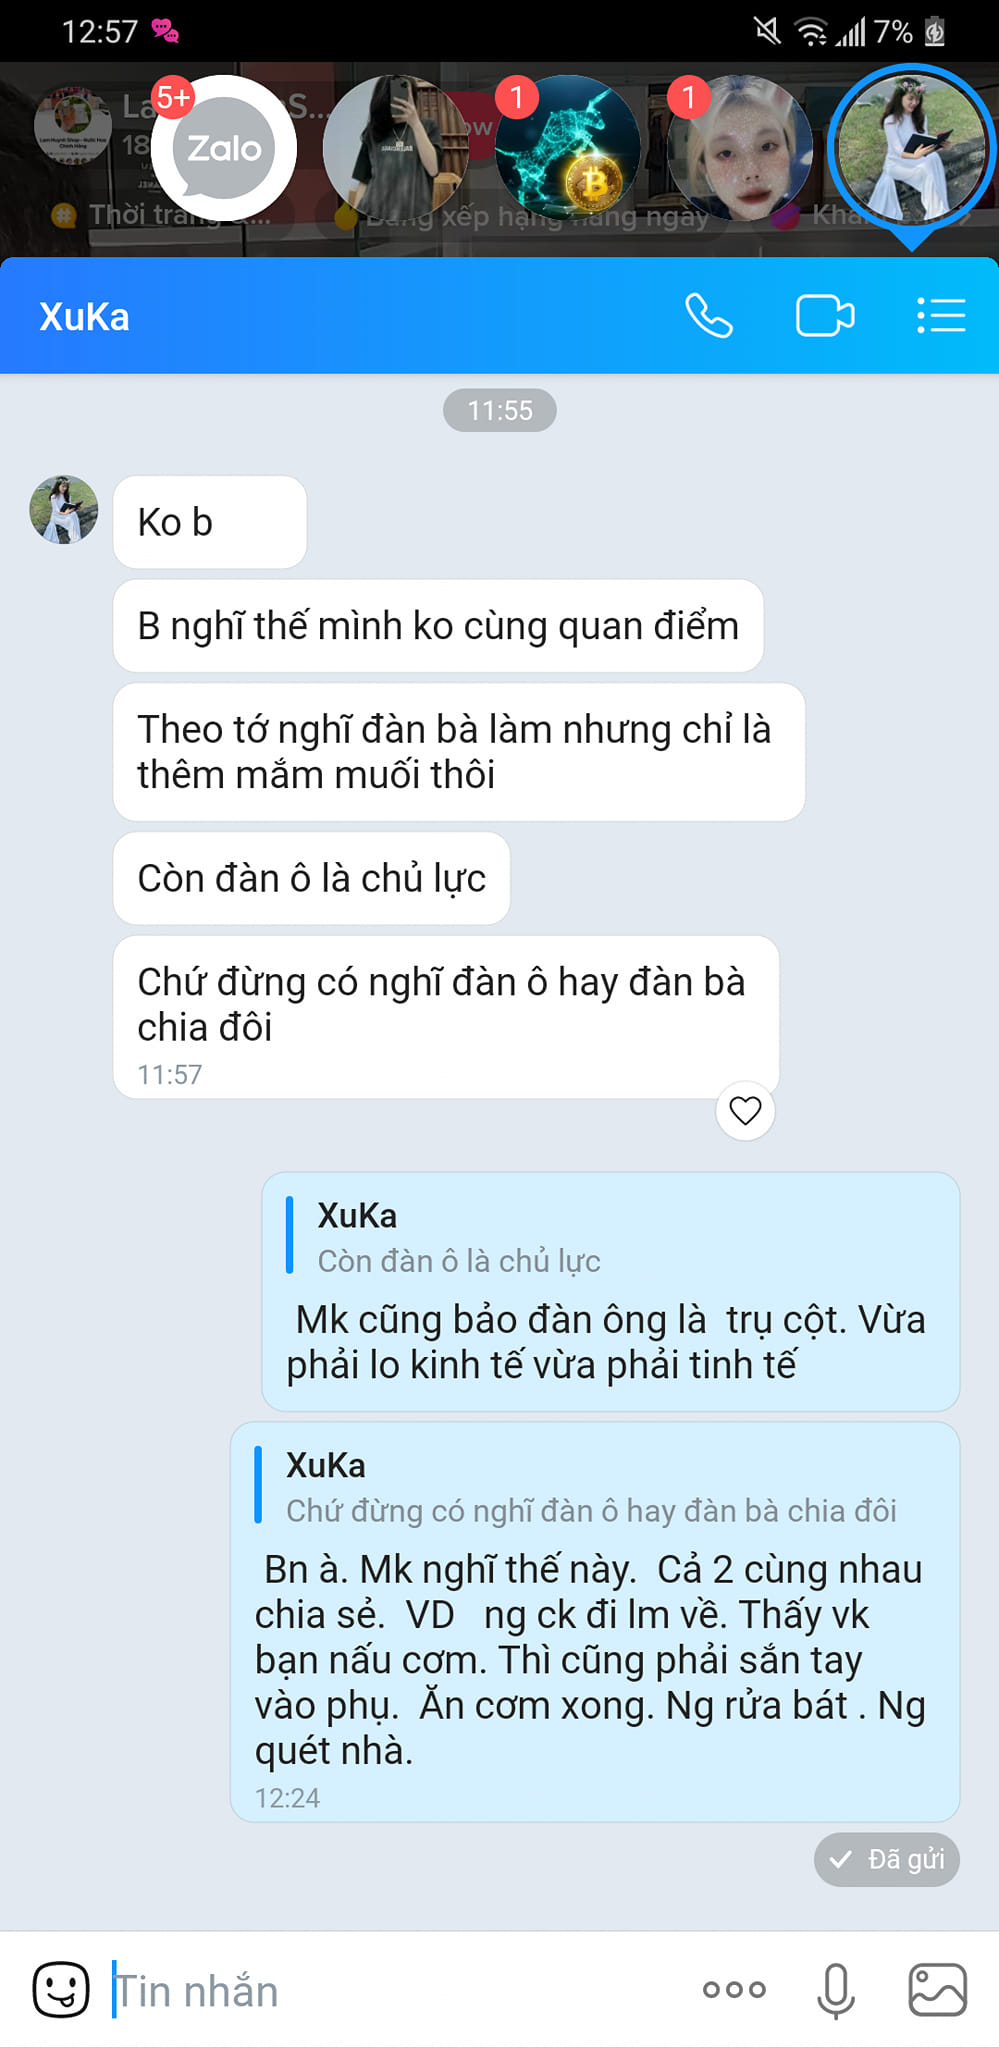 12:57
7%
5+
Zalo
1
1
La
S...
18
ow
Thời tran
...
Bảng xếp hạng hàng ngày
Khá
XuKa
11:55
Ko b
B nghĩ thế mình ko cùng quan điểm
Theo tớ nghĩ đàn bà làm nhưng chỉ là
thêm mắm muối thôi
Còn đàn ô là chủ lực
Chứ đừng có nghĩ đàn ô hay đàn bà
chia đôi
11:57
XuKa
Còn đàn ô là chủ lực
Mk cũng bảo đàn ông là  trụ cột. Vừa
phải lo kinh tế vừa phải tinh tế
XuKa
Chứ đừng có nghĩ đàn ô hay đàn bà chia đôi
Bn à. Mk nghĩ thế này.  Cả 2 cùng nhau
chia sẻ.  VD   ng ck đi lm về. Thấy vk
bạn nấu cơm. Thì cũng phải sắn tay
vào phụ.  Ăn cơm xong. Ng rửa bát . Ng
quét nhà.
12:24
Đã gửi
Tin nhắn